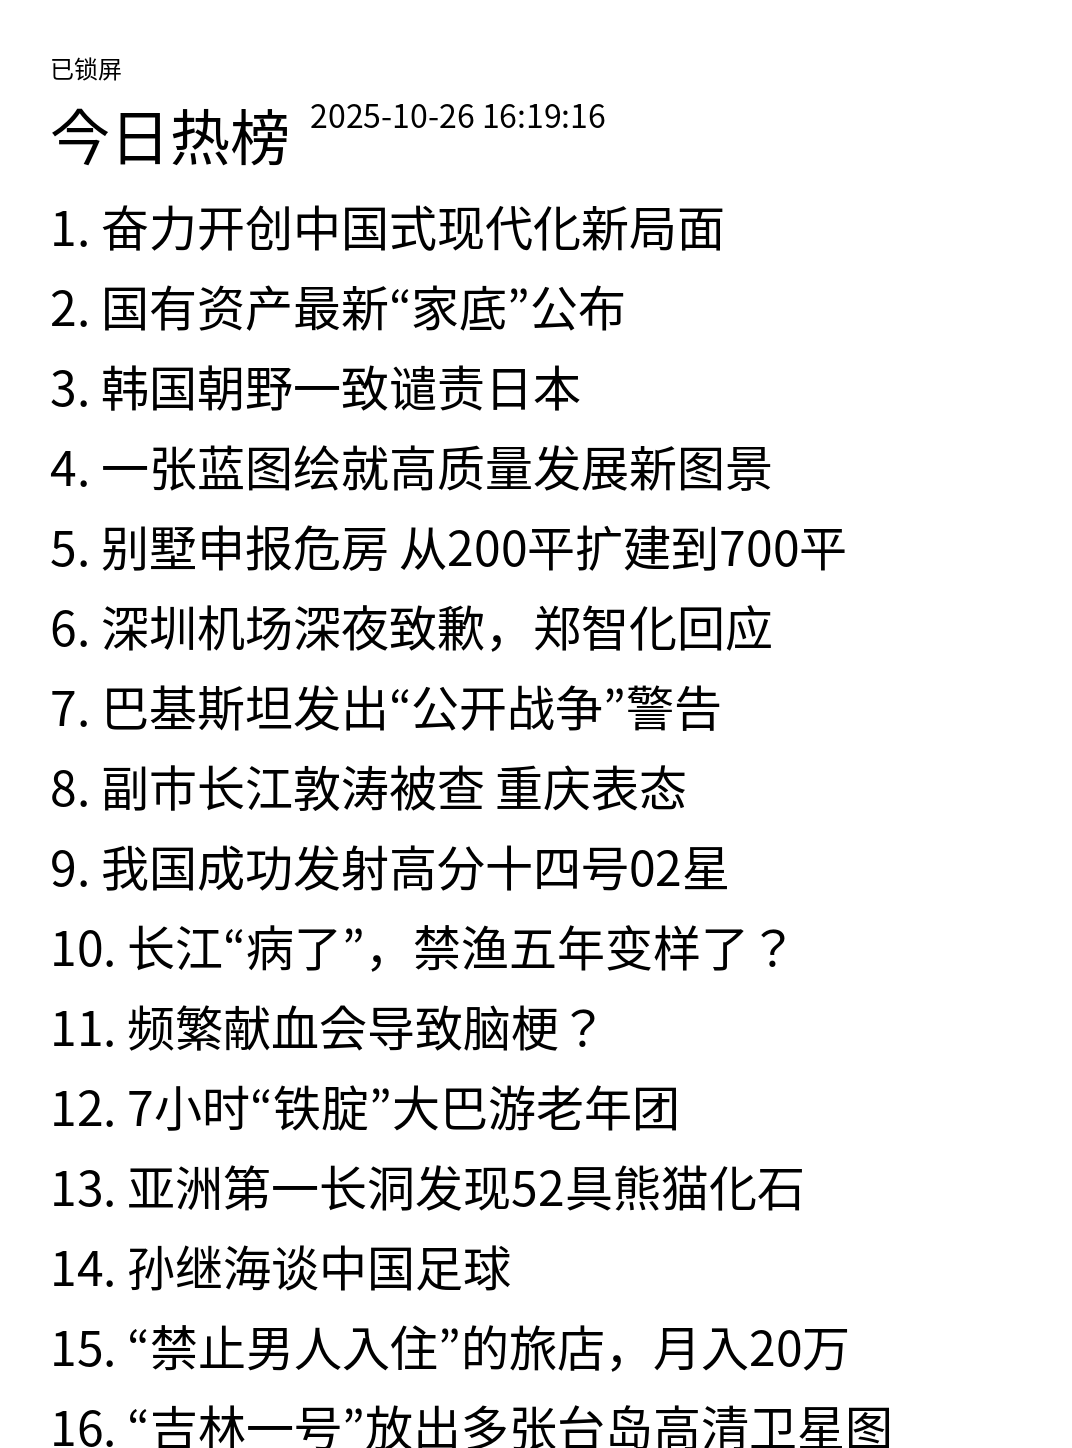 已锁屏
今日热榜 2025-10-26 16:19:16
1. 奋力开创中国式现代化新局面
2. 国有资产最新“家底”公布
3. 韩国朝野一致谴责日本
4. 一张蓝图绘就高质量发展新图景
5. 别墅申报危房 从200平扩建到700平
6. 深圳机场深夜致歉，郑智化回应
7. 巴基斯坦发出“公开战争”警告
8. 副市长江敦涛被查 重庆表态
9. 我国成功发射高分十四号02星
10. 长江“病了”，禁渔五年变样了？
11. 频繁献血会导致脑梗？
12. 7小时“铁腚”大巴游老年团
13. 亚洲第一长洞发现52具熊猫化石
14. 孙继海谈中国足球
15. “禁止男人入住”的旅店，月入20万
16. “吉林一号”放出多张台岛高清卫星图